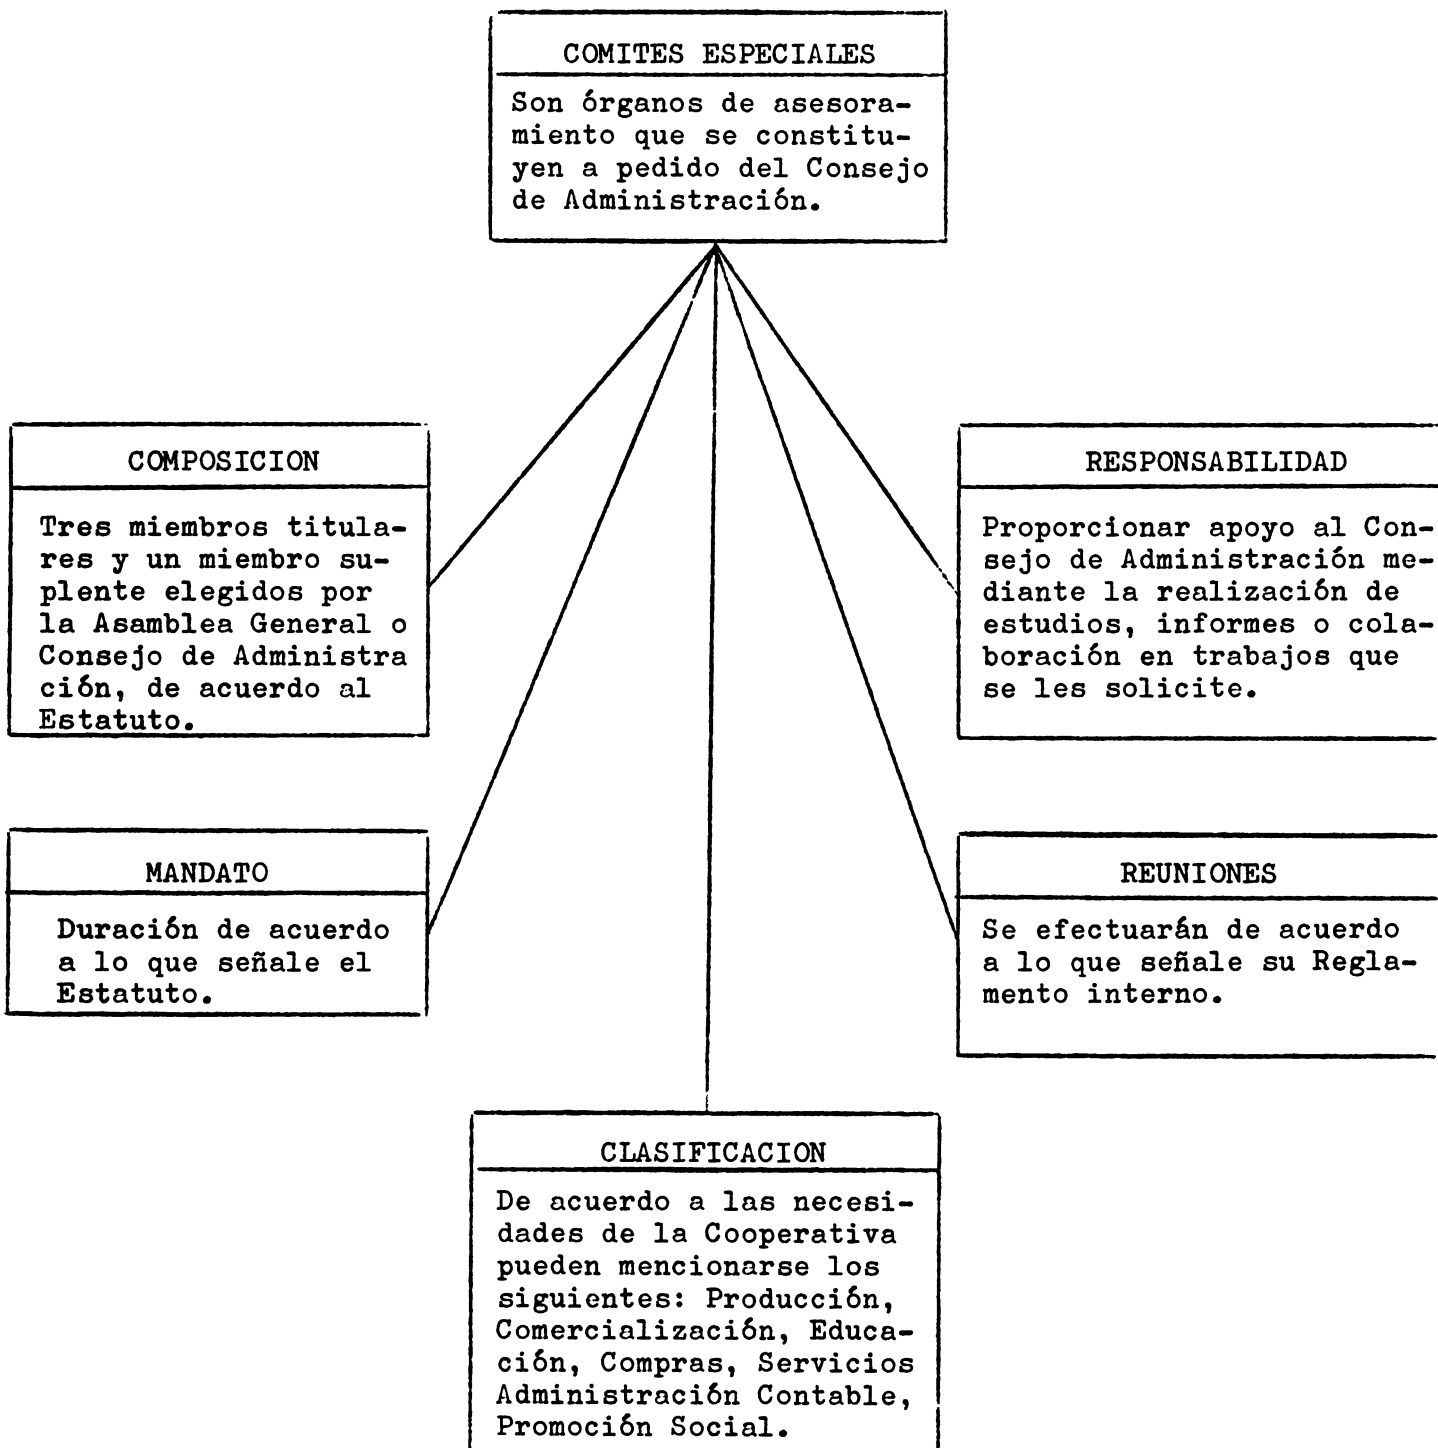 COMITES ESPECIALES
Son órganos de asesora-
miento que se constitu-
yen a pedido del Consejo
de Administración.
COMPOSICION
Tres miembros titula-
res y un miembro su-
plente elegidos por
la Asamblea General o
Consejo de Administra
ción, de acuerdo al
Estatuto.
RESPONSABILIDAD
Proporcionar apoyo al Con-
sejo de Administración me-
diante la realización de
estudios, informes o cola-
boración en trabajos que
se les solicite.
MANDATO
Duración de acuerdo
a lo que señale el
Estatuto.
REUNIONES
Se efectuarán de acuerdo
a lo que señale su Regla-
mento interno.
CLASIFICACION
De acuerdo a las necesi-
dades de la Cooperativa
pueden mencionarse los
siguientes: Producción,
Comercialización, Educa-
ción, Compras, Servicios
Administración Contable,
Promoción Social.